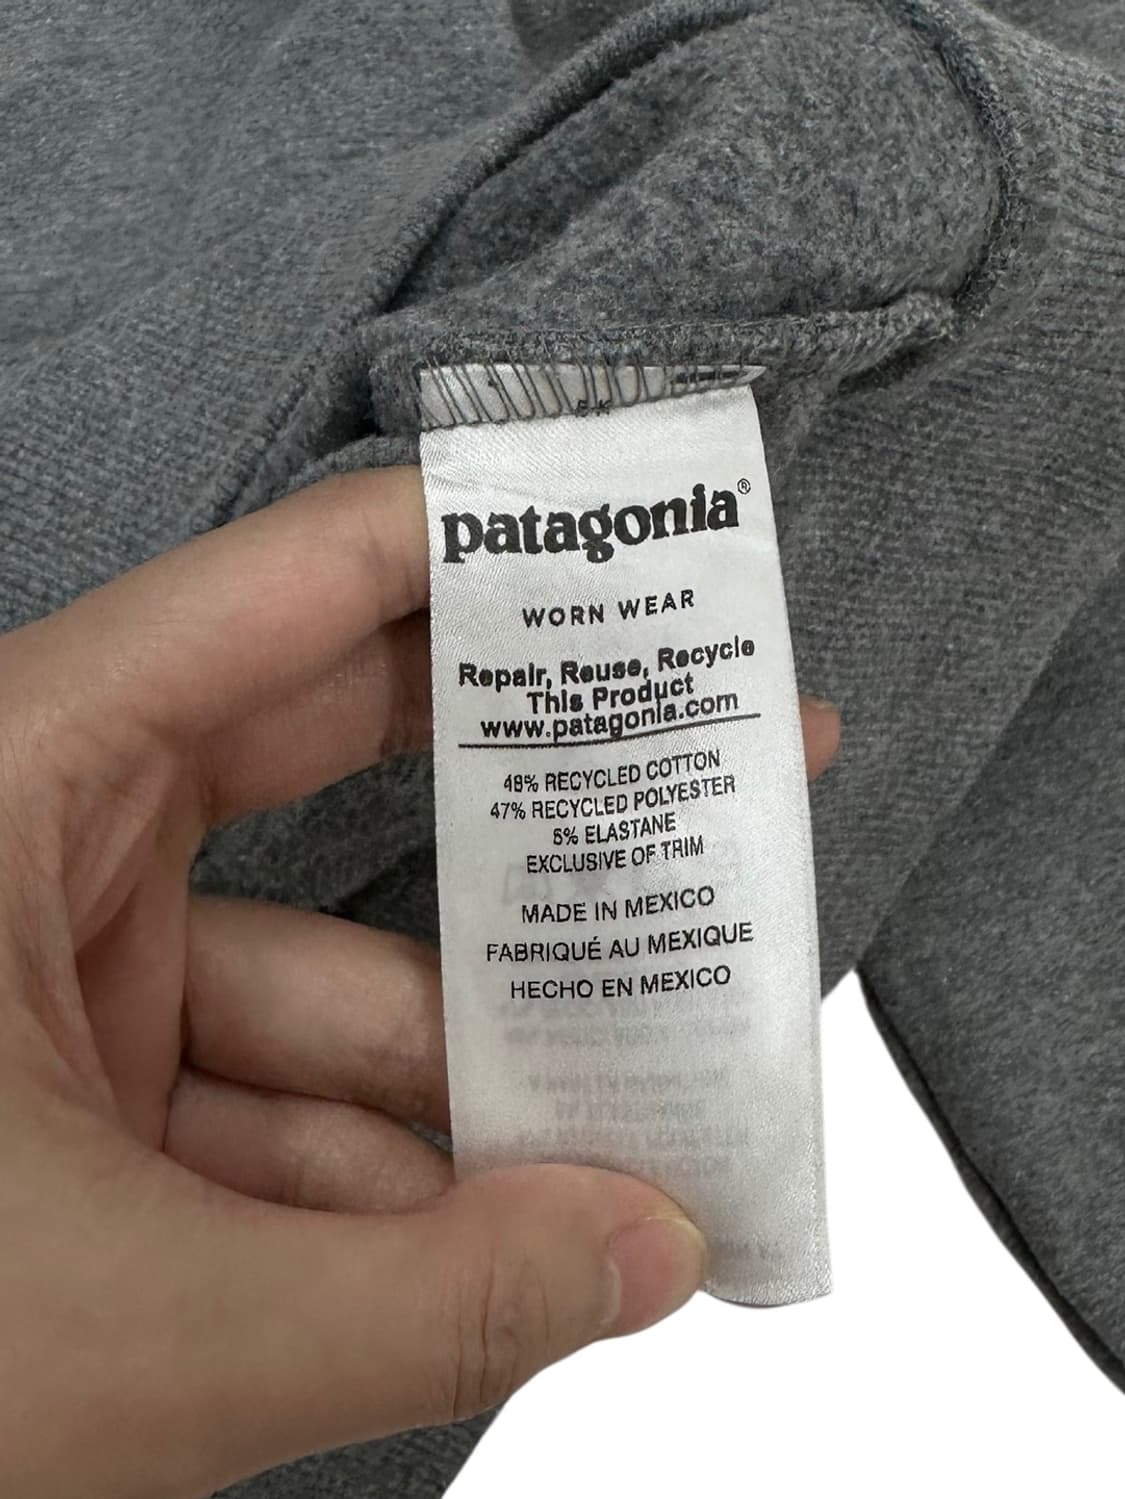 patagonia®
WORN WEAR
Repair, Reuse, Recycle
This Product
www.patagonia.com
48% RECYCLED COTTON
47% RECYCLED POLYESTER
5% ELASTANE
EXCLUSIVE OF TRIM
MADE IN MEXICO
FABRIQUÉ AU MEXIQUE
HECHO EN MEXICO